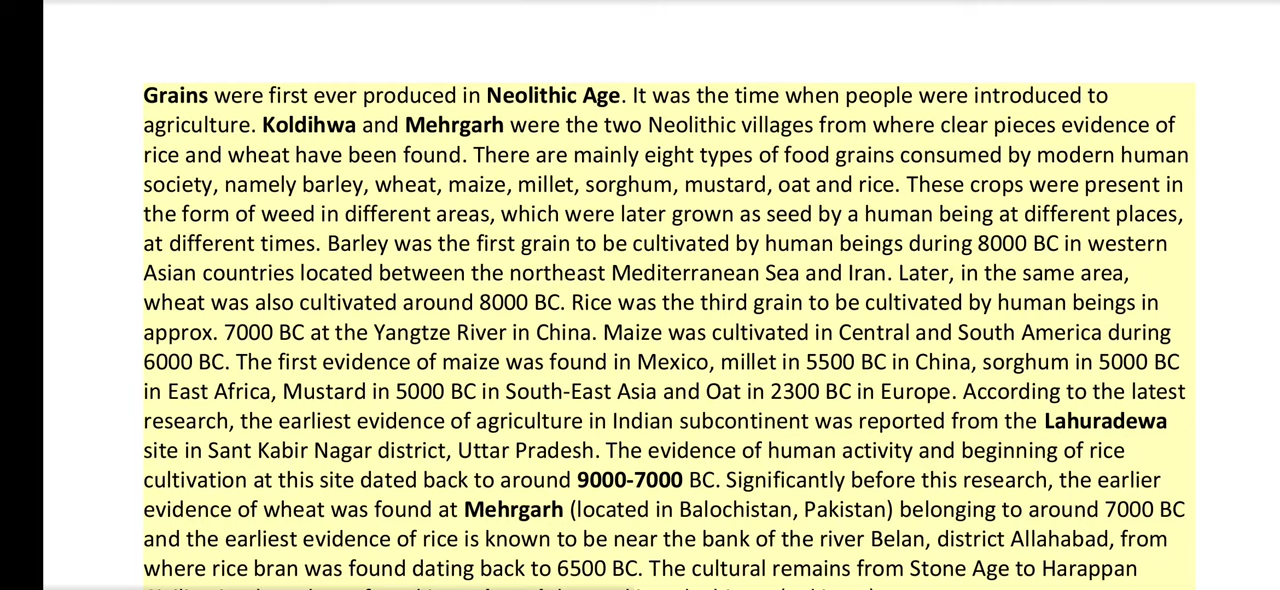 Grains were first ever produced in Neolithic Age. It was the time when people were introduced to
agriculture. Koldihwa and Mehrgarh were the two Neolithic villages from where clear pieces evidence of
rice and wheat have been found. There are mainly eight types of food grains consumed by modern human
society, namely barley, wheat, maize, millet, sorghum, mustard, oat and rice. These crops were present in
the form of weed in different areas, which were later grown as seed by a human being at different places,
at different times. Barley was the first grain to be cultivated by human beings during 8000 BC in western
Asian countries located between the northeast Mediterranean Sea and Iran. Later, in the same area,
wheat was also cultivated around 8000 BC. Rice was the third grain to be cultivated by human beings in
approx. 7000 BC at the Yangtze River in China. Maize was cultivated in Central and South America during
6000 BC. The first evidence of maize was found in Mexico, millet in 5500 BC in China, sorghum in 5000 BC
in East Africa, Mustard in 5000 BC in South-East Asia and Oat in 2300 BC in Europe. According to the latest
research, the earliest evidence of agriculture in Indian subcontinent was reported from the Lahuradewa
site in Sant Kabir Nagar district, Uttar Pradesh. The evidence of human activity and beginning of rice
cultivation at this site dated back to around 9000-7000 BC. Significantly before this research, the earlier
evidence of wheat was found at Mehrgarh (located in Balochistan, Pakistan) belonging to around 7000 BC
and the earliest evidence of rice is known to be near the bank of the river Belan, district Allahabad, from
where rice bran was found dating back to 6500 BC. The cultural remains from Stone Age to Harappan